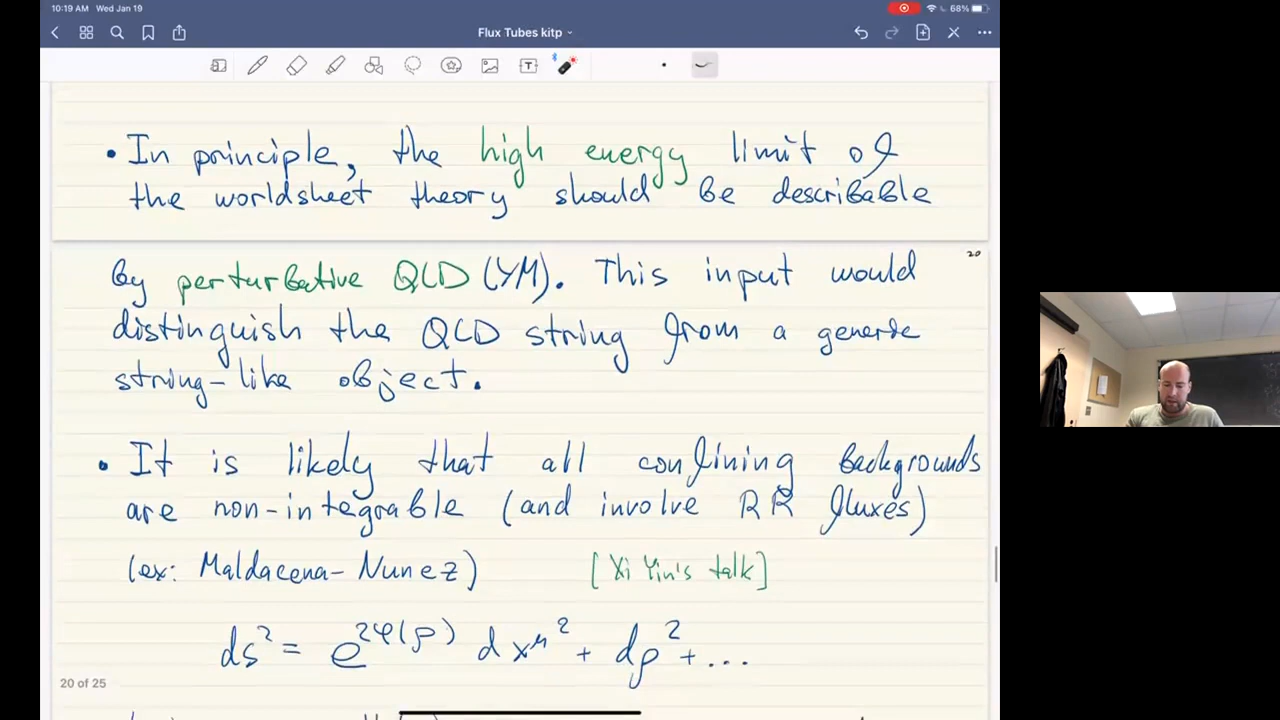 10:19 AM Wed Jan 19
68%
Flux Tubes kitp
• In principle, the high energy limit of
the worldsheet theory should be describable
20
by perturbative QCD (YM). This input would
distinguish the QCD string from a generic
string-like object.
• It is likely that all confining backgrounds
are non-integrable (and involve RR fluxes)
(ex: Maldacena-Nunez) [Xi Yin's talk]
ds² = e^{2φ(ρ)} dx^μ² + dρ² + ...
20 of 25